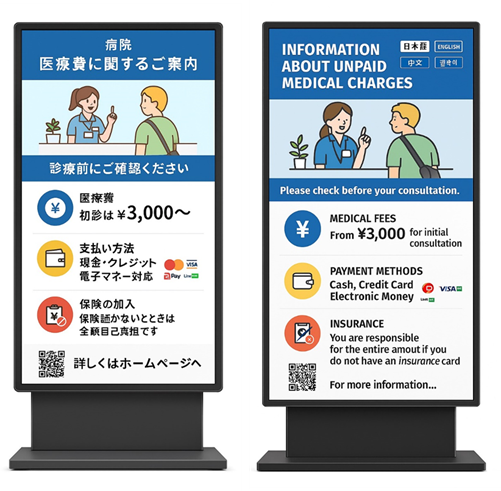 病院
医療費に関するご案内
診療前にご確認ください
医療費
初診は¥3,000〜
支払い方法
現金・クレジット
電子マネー対応
VISA
Pay
保険の加入
保険証がないときは
全額自己負担です
詳しくはホームページへ
INFORMATION
ABOUT UNPAID
MEDICAL CHARGES
日本語
ENGLISH
中文
Please check before your consultation.
MEDICAL FEES
From ¥3,000 for initial
consultation
PAYMENT METHODS
Cash, Credit Card
Electronic Money
VISA
INSURANCE
You are responsible
for the entire amout if you
do not have an insurance card
For more information...